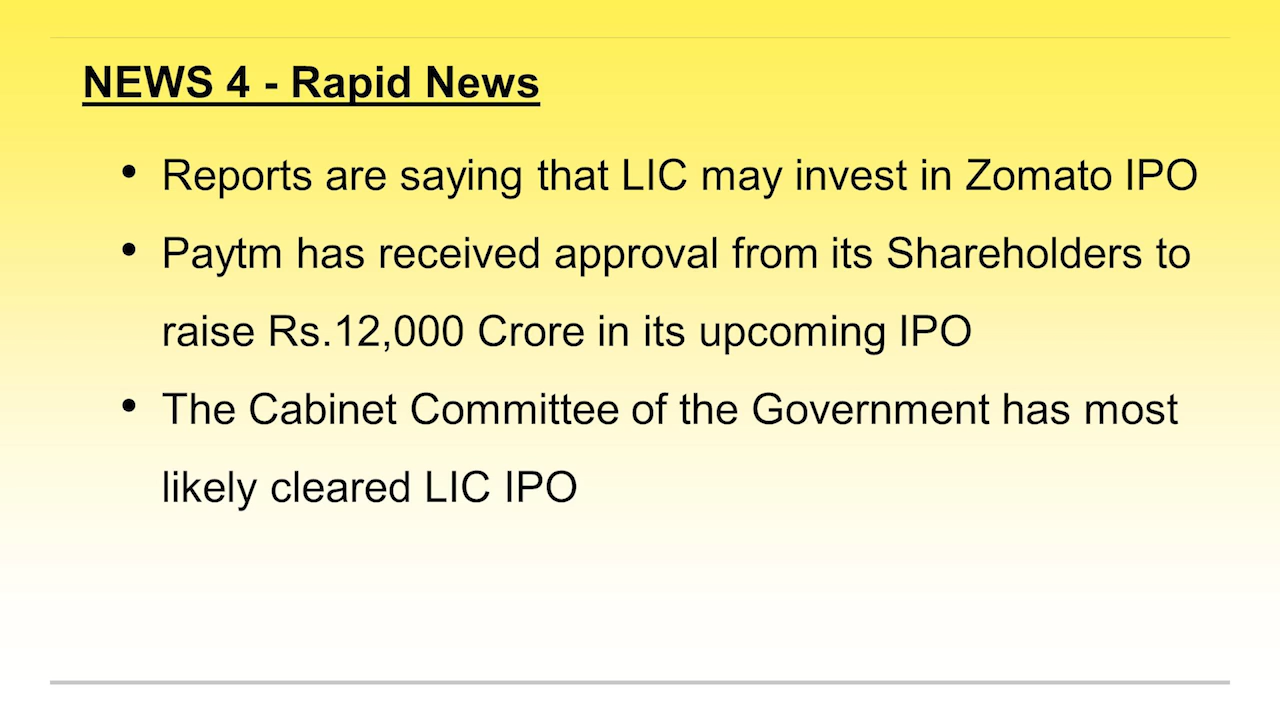 NEWS 4 - Rapid News
• Reports are saying that LIC may invest in Zomato IPO
• Paytm has received approval from its Shareholders to
raise Rs.12,000 Crore in its upcoming IPO
• The Cabinet Committee of the Government has most
likely cleared LIC IPO